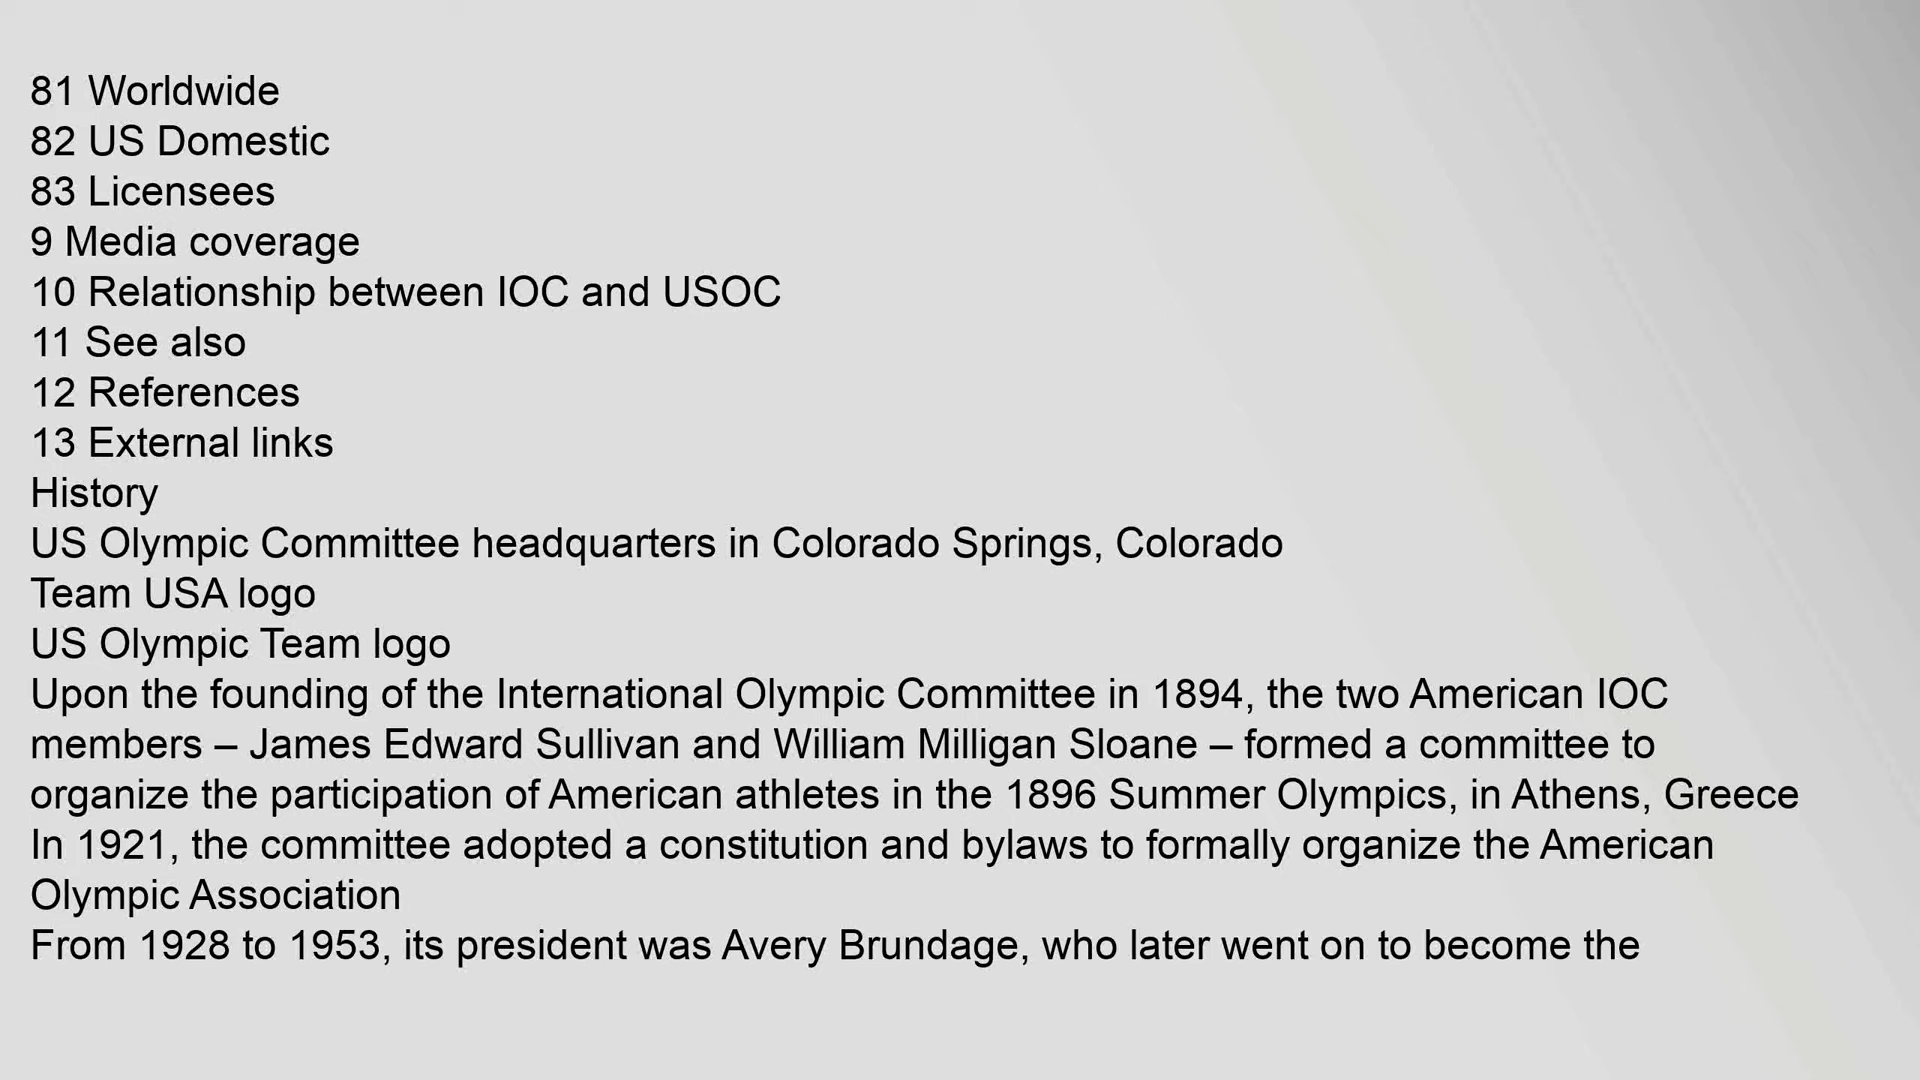 81 Worldwide
82 US Domestic
83 Licensees
9 Media coverage
10 Relationship between IOC and USOC
11 See also
12 References
13 External links
History
US Olympic Committee headquarters in Colorado Springs, Colorado
Team USA logo
US Olympic Team logo
Upon the founding of the International Olympic Committee in 1894, the two American IOC
members – James Edward Sullivan and William Milligan Sloane – formed a committee to
organize the participation of American athletes in the 1896 Summer Olympics, in Athens, Greece
In 1921, the committee adopted a constitution and bylaws to formally organize the American
Olympic Association
From 1928 to 1953, its president was Avery Brundage, who later went on to become the